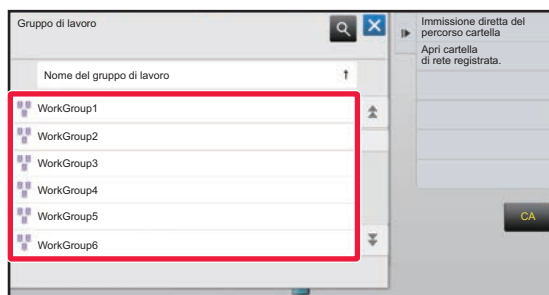 Gruppo di lavoro
Nome del gruppo di lavoro
WorkGroup1
WorkGroup2
WorkGroup3
WorkGroup4
WorkGroup5
WorkGroup6
Immissione diretta del
percorso cartella
Apri cartella
di rete registrata.
CA